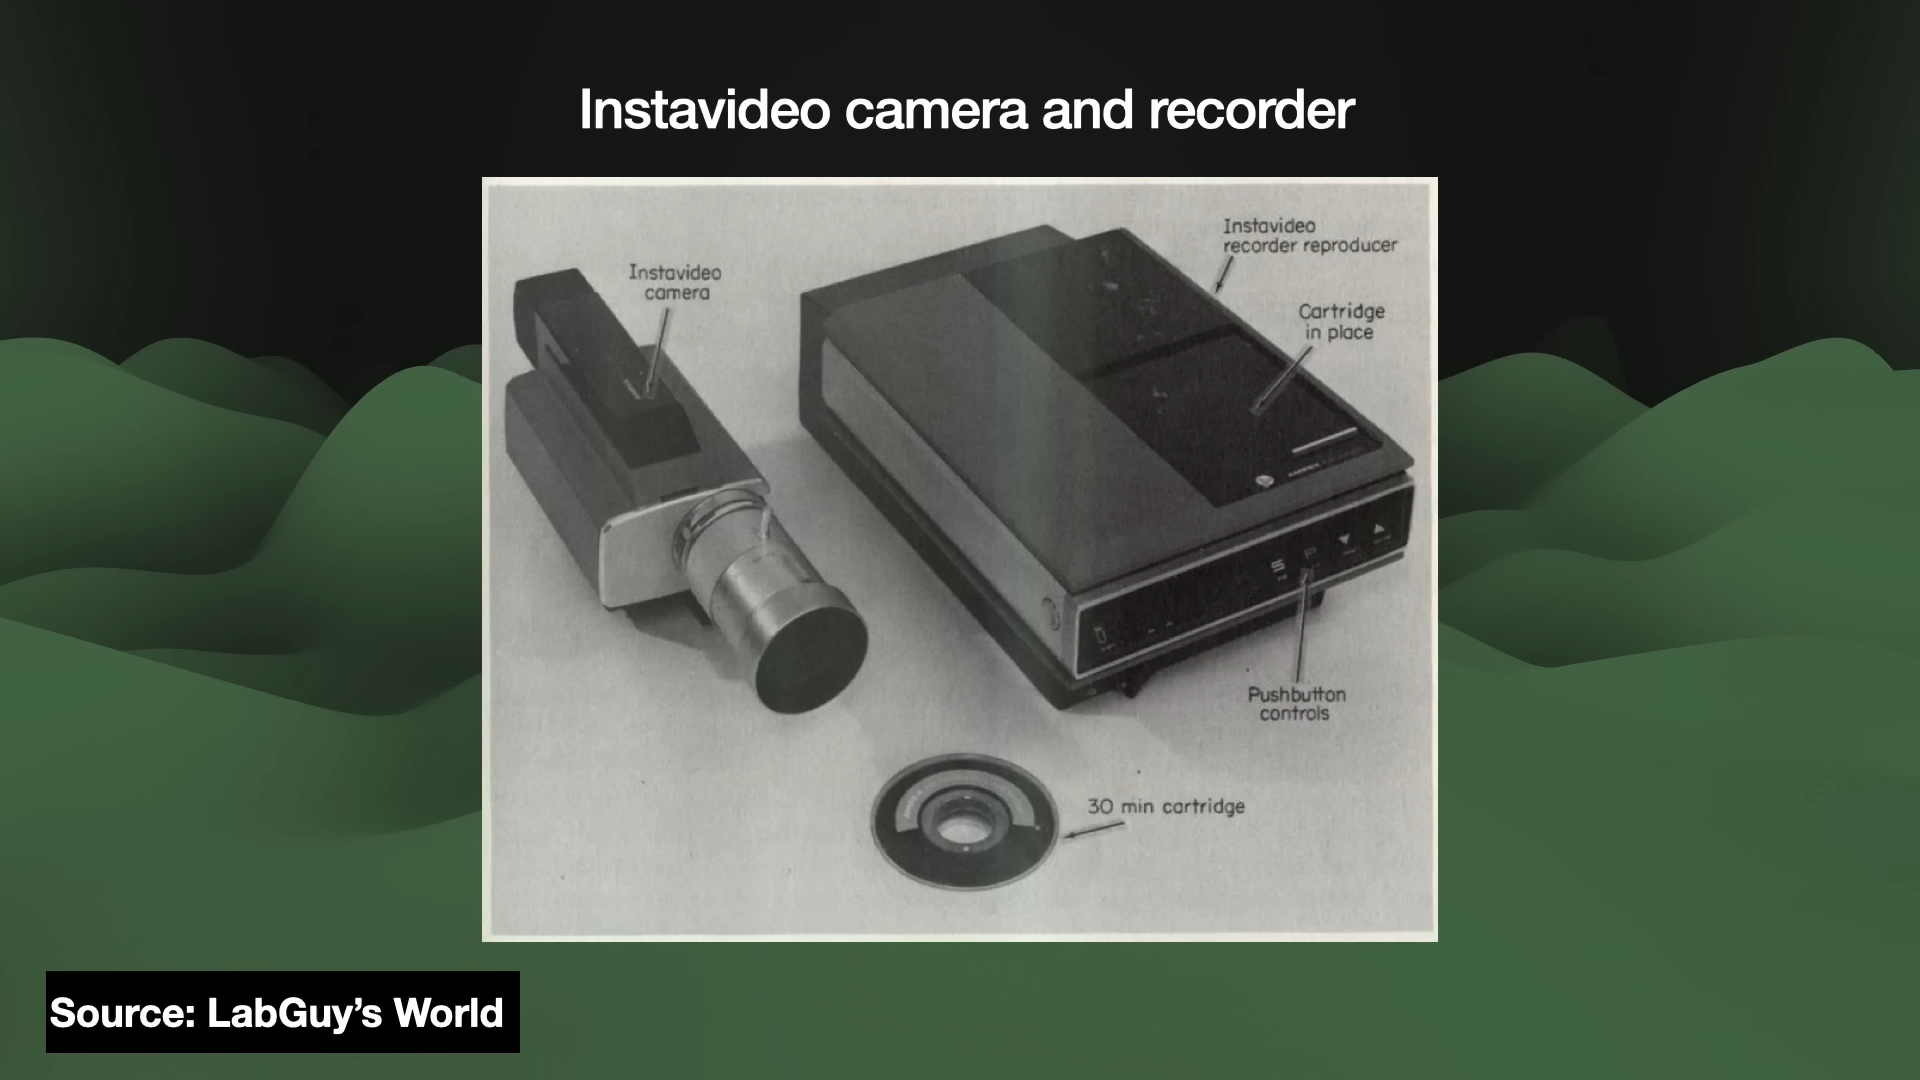 Instavideo camera and recorder
Instavideo
recorder reproducer
Instavideo
camera
Cartridge
in place
Pushbutton
controls
30 min cartridge
Source: LabGuy’s World